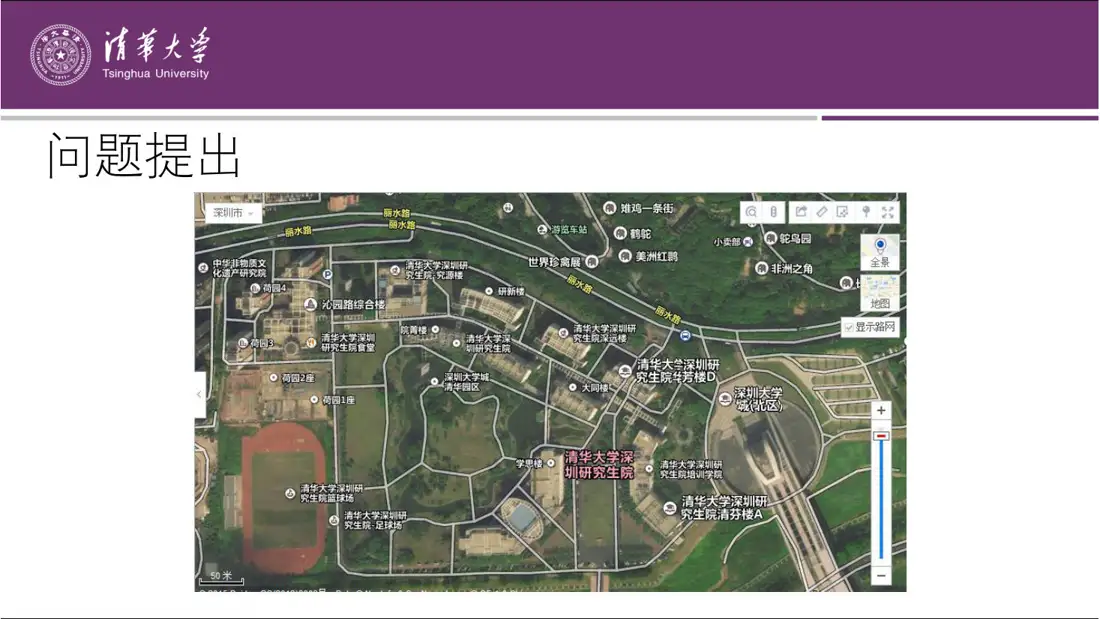 清华大学
Tsinghua University
问题提出
深圳市
丽水路
丽水路
丽水路
丽水路
丽水路
雉鸡一条街
鹤鸵
游览车站
美洲红鹮
世界珍禽展
小卖部
鸵鸟园
非洲之角
全景
地图
显示路网
中华非物质文
化遗产研究院
荷园4
清华大学深圳研
究生院-究源楼
研新楼
沁园路综合楼
清华大学深圳
研究生院食堂
院菁楼
清华大学深
圳研究生院
清华大学深圳研
究生院深远楼
荷园3
荷园2座
荷园1座
深圳大学城
清华园区
大同楼
清华大学深圳研
究生院华芳楼D
深圳大学
城(北区)
学思楼
清华大学深
圳研究生院
清华大学深圳研
究生院培训学院
清华大学深圳研
究生院篮球场
清华大学深圳研
究生院清芬楼A
清华大学深圳研
究生院-足球场
50 米